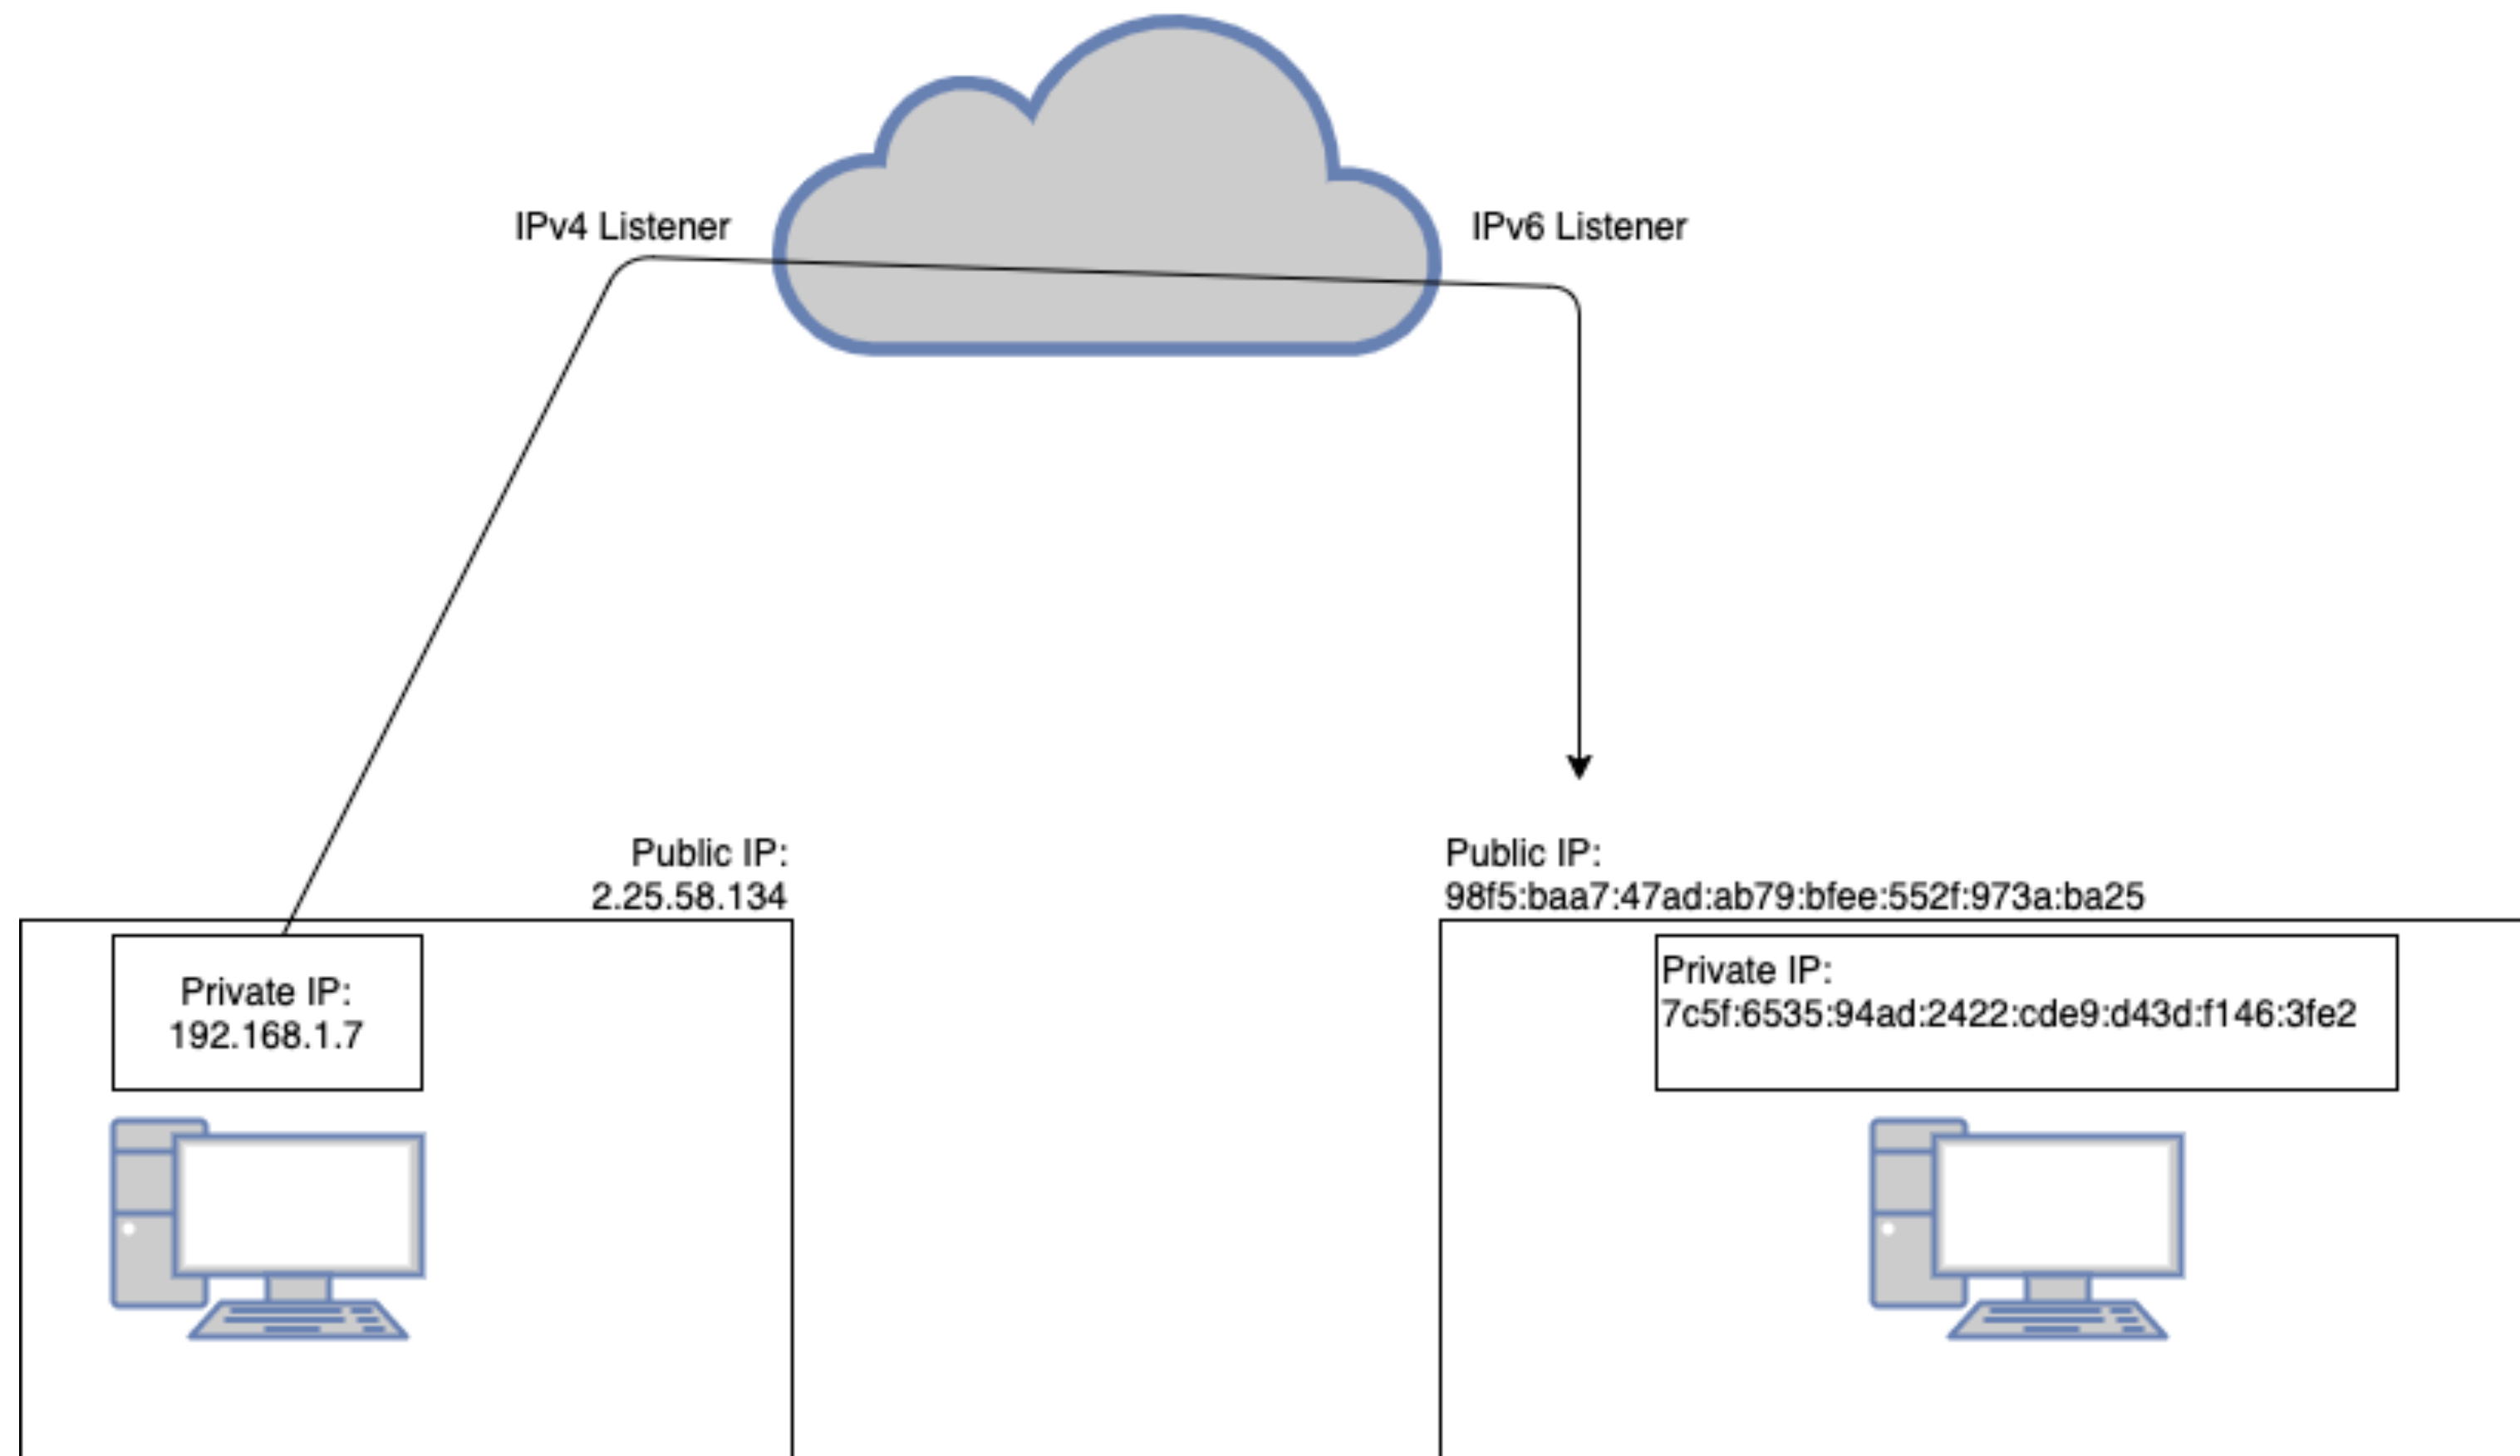 IPv4 Listener
IPv6 Listener
Public IP:
2.25.58.134
Public IP:
98f5:baa7:47ad:ab79:bfee:552f:973a:ba25
Private IP:
192.168.1.7
Private IP:
7c5f:6535:94ad:2422:cde9:d43d:f146:3fe2